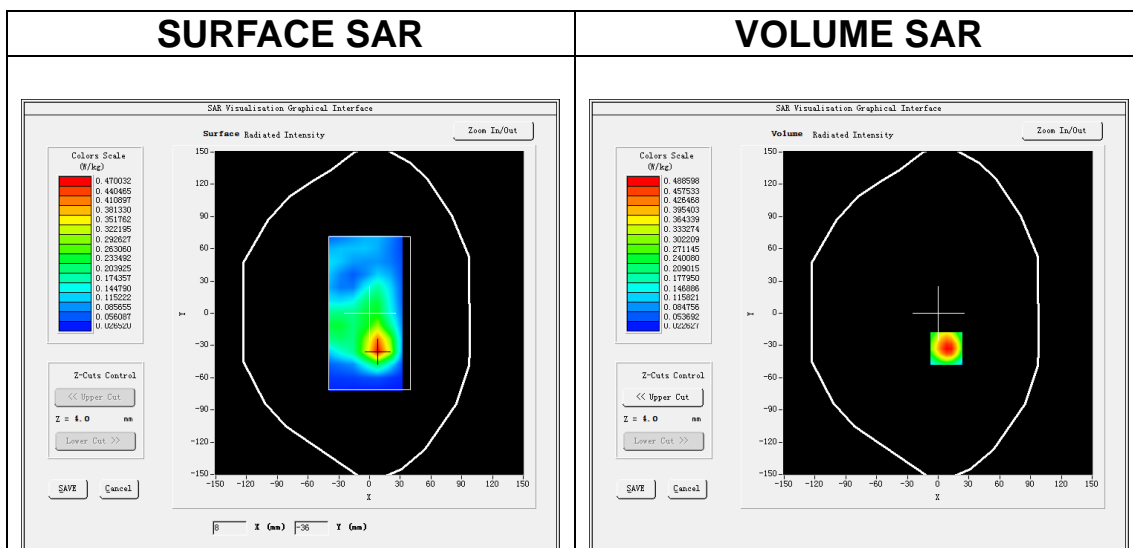 SURFACE SAR
VOLUME SAR
SAR Visualisation Graphical Interface
Surface Radiated Intensity
Zoom In/Out
Colors Scale
(W/kg)
0.470032
0.440465
0.410897
0.381330
0.351762
0.322195
0.292627
0.263060
0.233492
0.203925
0.174357
0.144790
0.115222
0.085655
0.056087
0.026520
Z-Cuts Control
<< Upper Cut
Z = 4.0 mm
Lower Cut >>
SAVE
Cancel
150
120
90
60
30
0
-30
-60
-90
-120
-150
Y
-150 -120 -90 -60 -30 0 30 60 90 120 150
X
8 X (mm) -36 Y (mm)
SAR Visualisation Graphical Interface
Volume Radiated Intensity
Zoom In/Out
Colors Scale
(W/kg)
0.488598
0.457533
0.426468
0.395403
0.364339
0.333274
0.302209
0.271145
0.240080
0.209015
0.177950
0.146886
0.115821
0.084756
0.053692
0.022627
Z-Cuts Control
<< Upper Cut
Z = 4.0 mm
Lower Cut >>
SAVE
Cancel
150
120
90
60
30
0
-30
-60
-90
-120
-150
Y
-150 -120 -90 -60 -30 0 30 60 90 120 150
X